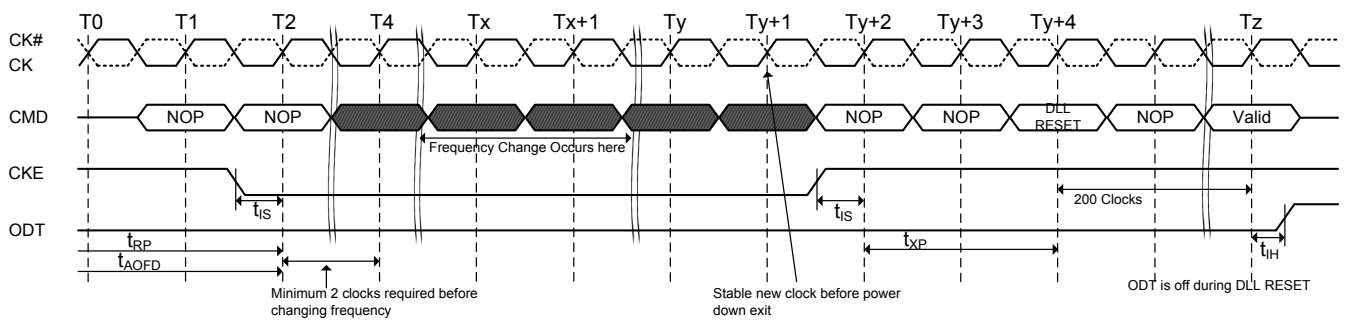 T0 T1 T2 T4 Tx Tx+1 Ty Ty+1 Ty+2 Ty+3 Ty+4 Tz
CK#
CK
CMD NOP NOP NOP NOP DLL RESET NOP Valid
Frequency Change Occurs here
CKE
tIS tIS 200 Clocks
ODT
tRP tXP tIH
tAOFD
Minimum 2 clocks required before
changing frequency
Stable new clock before power
down exit
ODT is off during DLL RESET